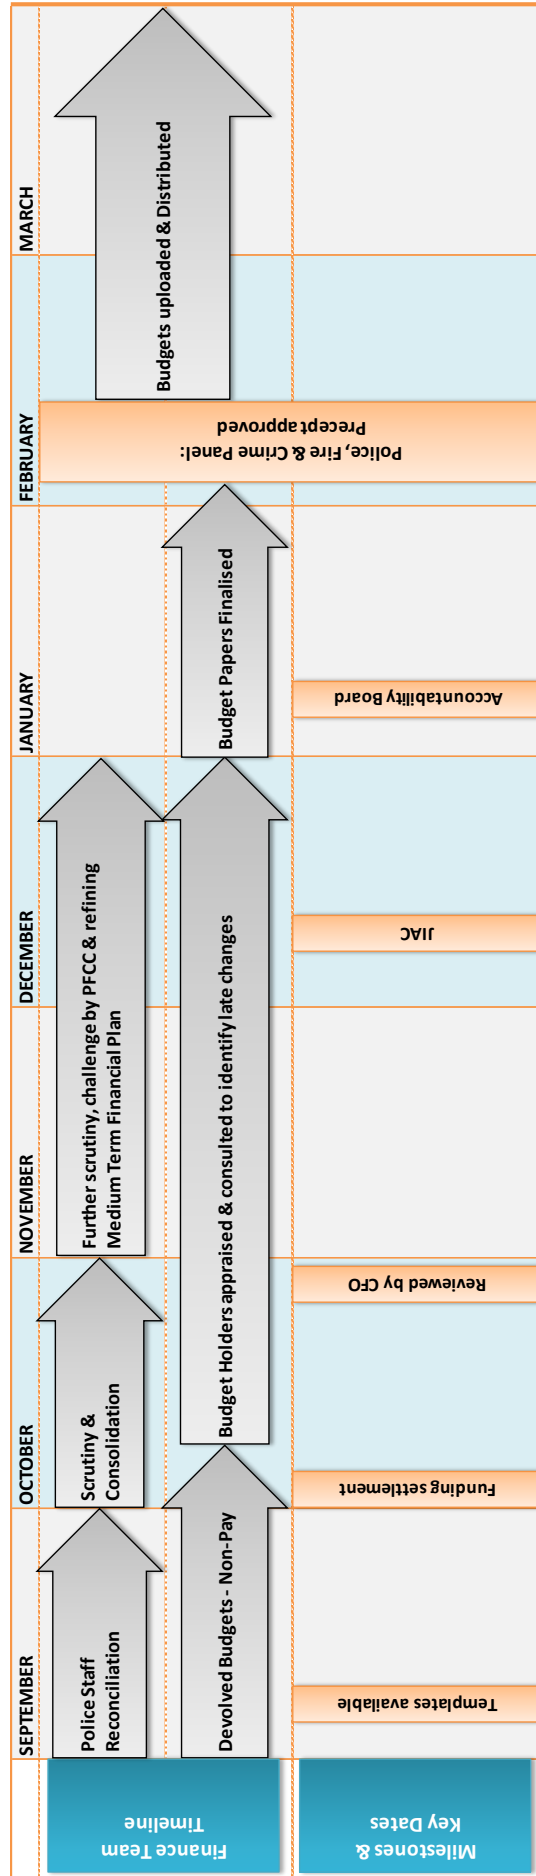 SEPTEMBER
OCTOBER
NOVEMBER
DECEMBER
JANUARY
FEBRUARY
MARCH
Finance Team
Timeline
Police Staff
Reconciliation
Scrutiny &
Consolidation
Further scrutiny, challenge by PFCC & refining
Medium Term Financial Plan
Devolved Budgets - Non-Pay
Budget Holders appraised & consulted to identify late changes
Budget Papers Finalised
Police, Fire & Crime Panel:
Precept approved
Budgets uploaded & Distributed
Milestones &
Key Dates
Templates available
Funding settlement
Reviewed by CFO
JIAC
Accountability Board